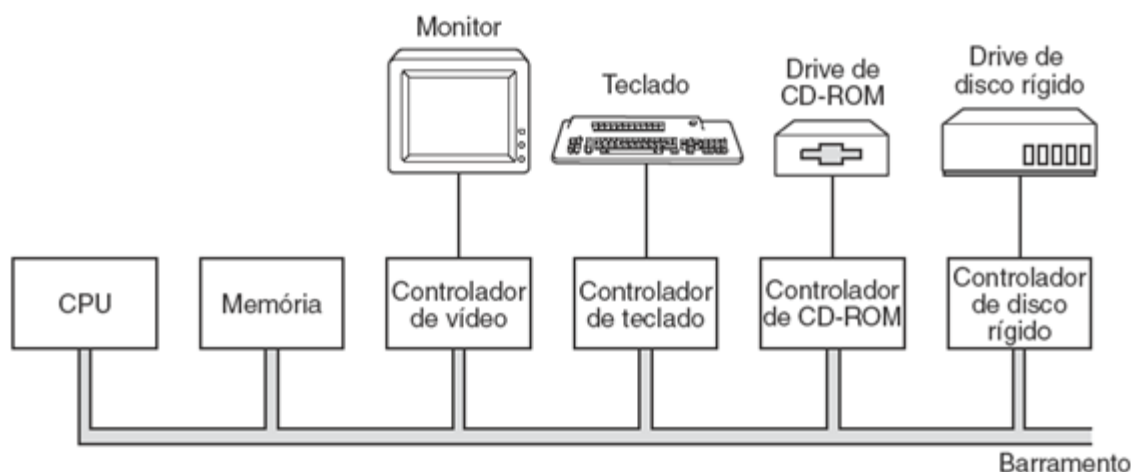 Monitor
Teclado
Drive de
CD-ROM
Drive de
disco rígido
CPU
Memória
Controlador
de vídeo
Controlador
de teclado
Controlador
de CD-ROM
Controlador
de disco
rígido
Barramento